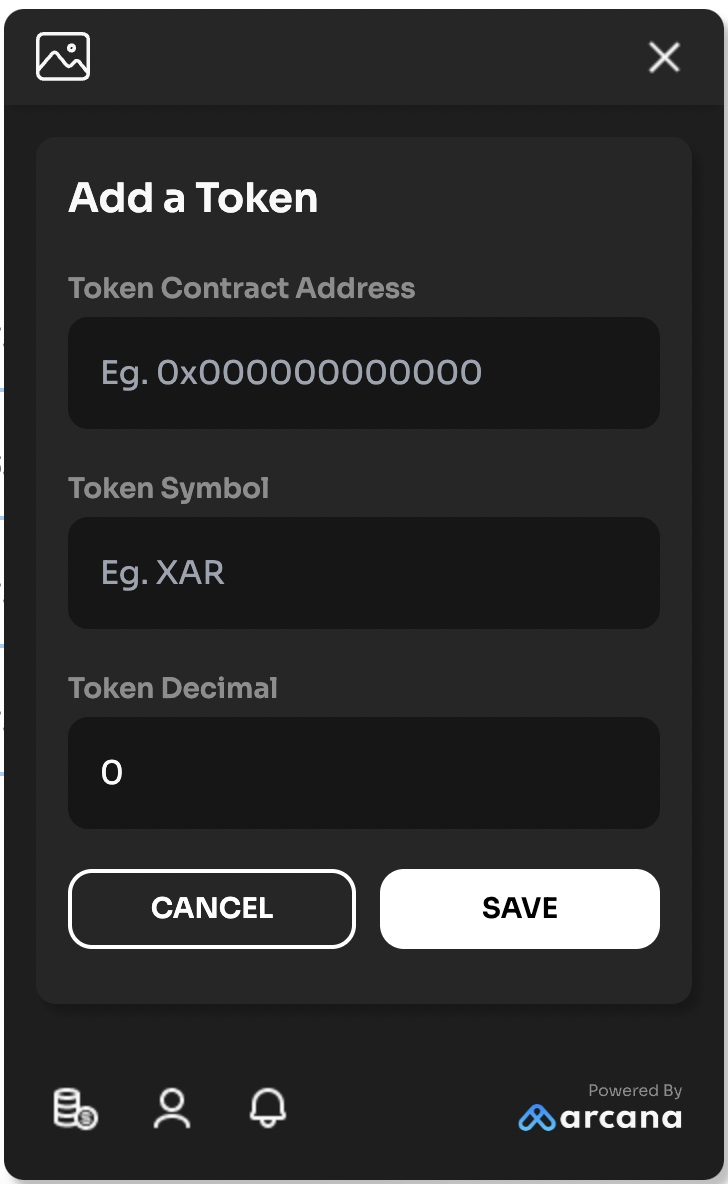 Add a Token
Token Contract Address
Eg. 0x000000000000
Token Symbol
Eg. XAR
Token Decimal
0
CANCEL
SAVE
Powered By
arcana